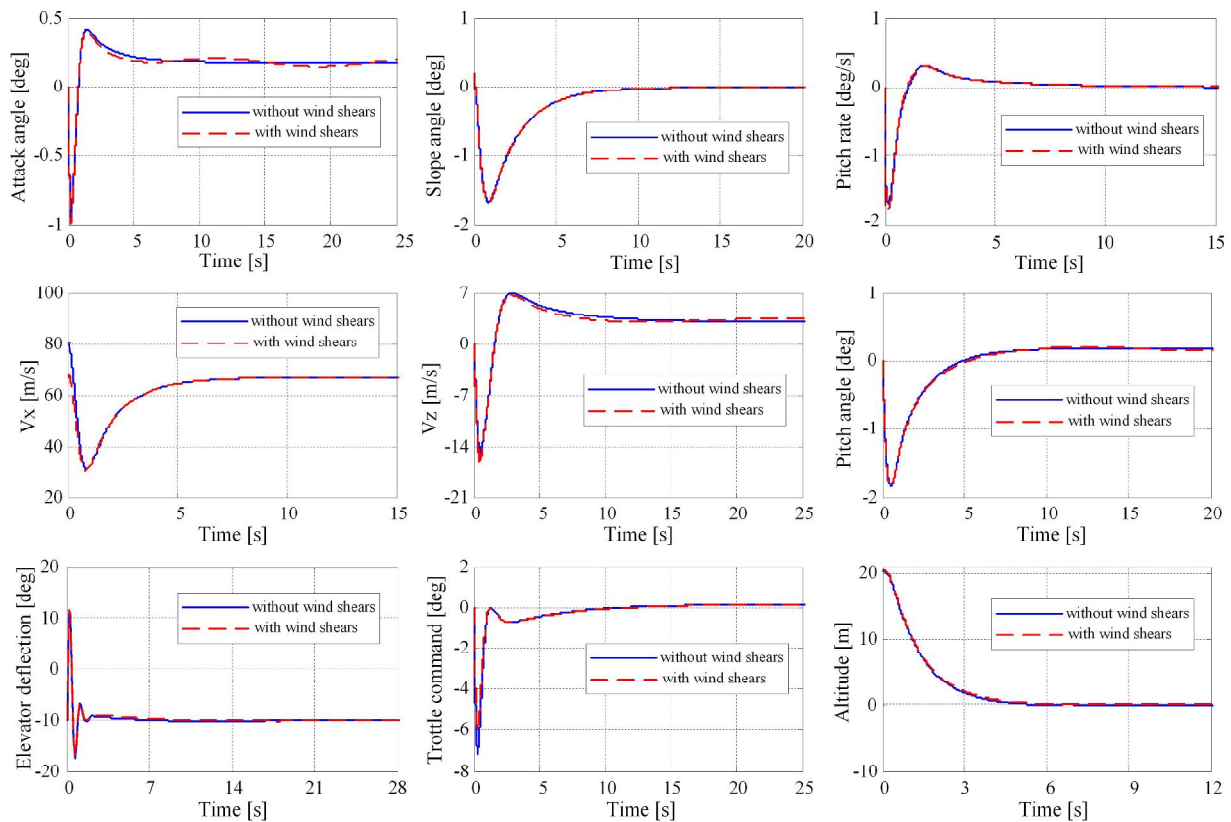 0.5
0
-0.5
-1
Attack angle [deg]
without wind shears
with wind shears
0 5 10 15 20 25
Time [s]
1
0
-1
-2
Slope angle [deg]
without wind shears
with wind shears
0 5 10 15 20
Time [s]
1
0
-1
-2
Pitch rate [deg/s]
without wind shears
with wind shears
0 5 10 15
Time [s]
100
80
60
40
20
Vx [m/s]
without wind shears
with wind shears
0 5 10 15
Time [s]
7
0
-7
-14
-21
Vz [m/s]
without wind shears
with wind shears
0 5 10 15 20 25
Time [s]
1
0
-1
-2
Pitch angle [deg]
without wind shears
with wind shears
0 5 10 15 20
Time [s]
20
10
0
-10
-20
Elevator deflection [deg]
without wind shears
with wind shears
0 7 14 21 28
Time [s]
2
0
-2
-4
-6
-8
Trottle command [deg]
without wind shears
with wind shears
0 5 10 15 20 25
Time [s]
20
10
0
-10
Altitude [m]
without wind shears
with wind shears
0 3 6 9 12
Time [s]